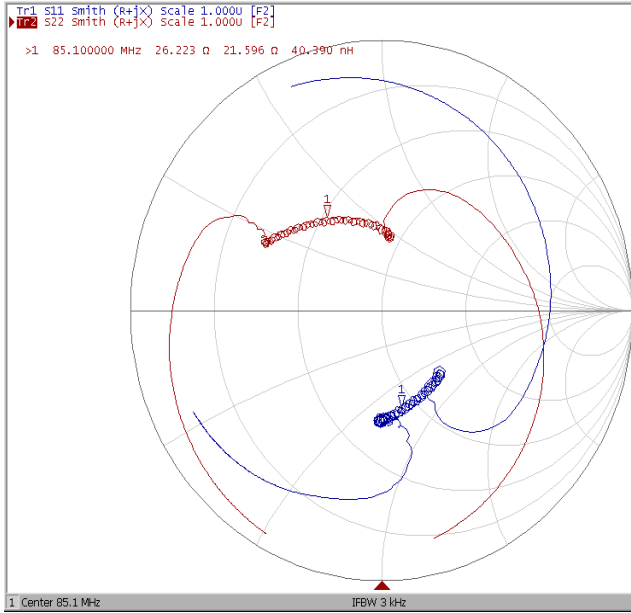 Tr1 S11 Smith (R+jX) Scale 1.000U [F2]
Tr2 S22 Smith (R+jX) Scale 1.000U [F2]
>1 85.100000 MHz 26.223 Ω 21.596 Ω 40.390 nH
1
1
1 Center 85.1 MHz IFBW 3 kHz